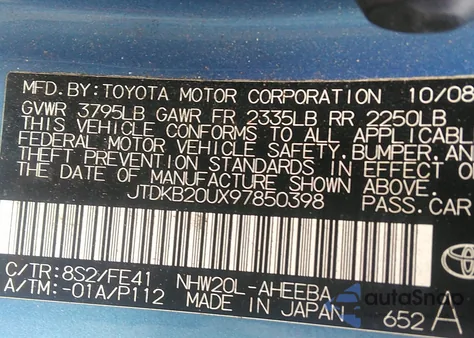 MFD. BY: TOYOTA MOTOR CORPORATION 10/08
GVWR 3795LB GAWR FR 2335LB RR 2250LB
THIS VEHICLE CONFORMS TO ALL APPLICABLE
FEDERAL MOTOR VEHICLE SAFETY, BUMPER, AN
THEFT PREVENTION STANDARDS IN EFFECT O
THE DATE OF MANUFACTURE SHOWN ABOVE.
JTDKB20UX97850398 PASS. CAR
C/TR: 8S2/FE41 NHW20L-AHEEBA
A/TM: -01A/P112 MADE IN JAPAN 652 A
autoSnap